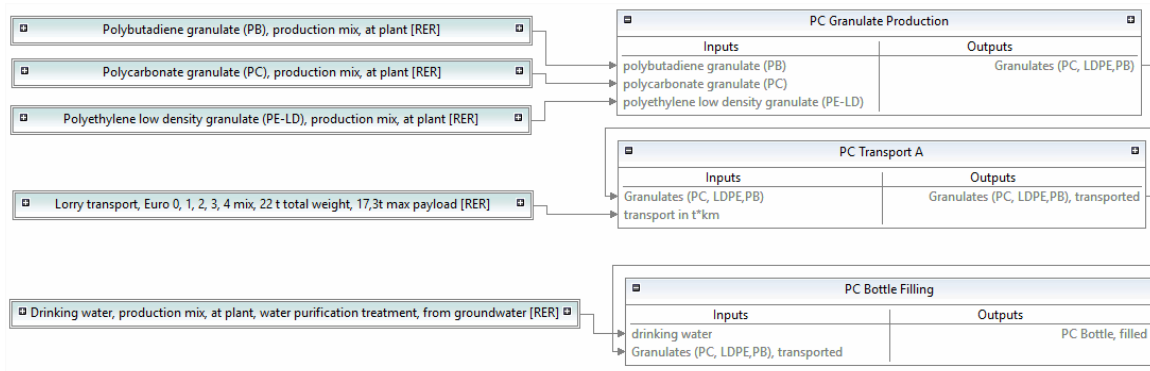 Polybutadiene granulate (PB), production mix, at plant [RER]
Polycarbonate granulate (PC), production mix, at plant [RER]
Polyethylene low density granulate (PE-LD), production mix, at plant [RER]
PC Granulate Production
Inputs
Outputs
polybutadiene granulate (PB)
Granulates (PC, LDPE,PB)
polycarbonate granulate (PC)
polyethylene low density granulate (PE-LD)
Lorry transport, Euro 0, 1, 2, 3, 4 mix, 22 t total weight, 17,3t max payload [RER]
PC Transport A
Inputs
Outputs
Granulates (PC, LDPE,PB)
Granulates (PC, LDPE,PB), transported
transport in t*km
Drinking water, production mix, at plant, water purification treatment, from groundwater [RER]
PC Bottle Filling
Inputs
Outputs
drinking water
PC Bottle, filled
Granulates (PC, LDPE,PB), transported